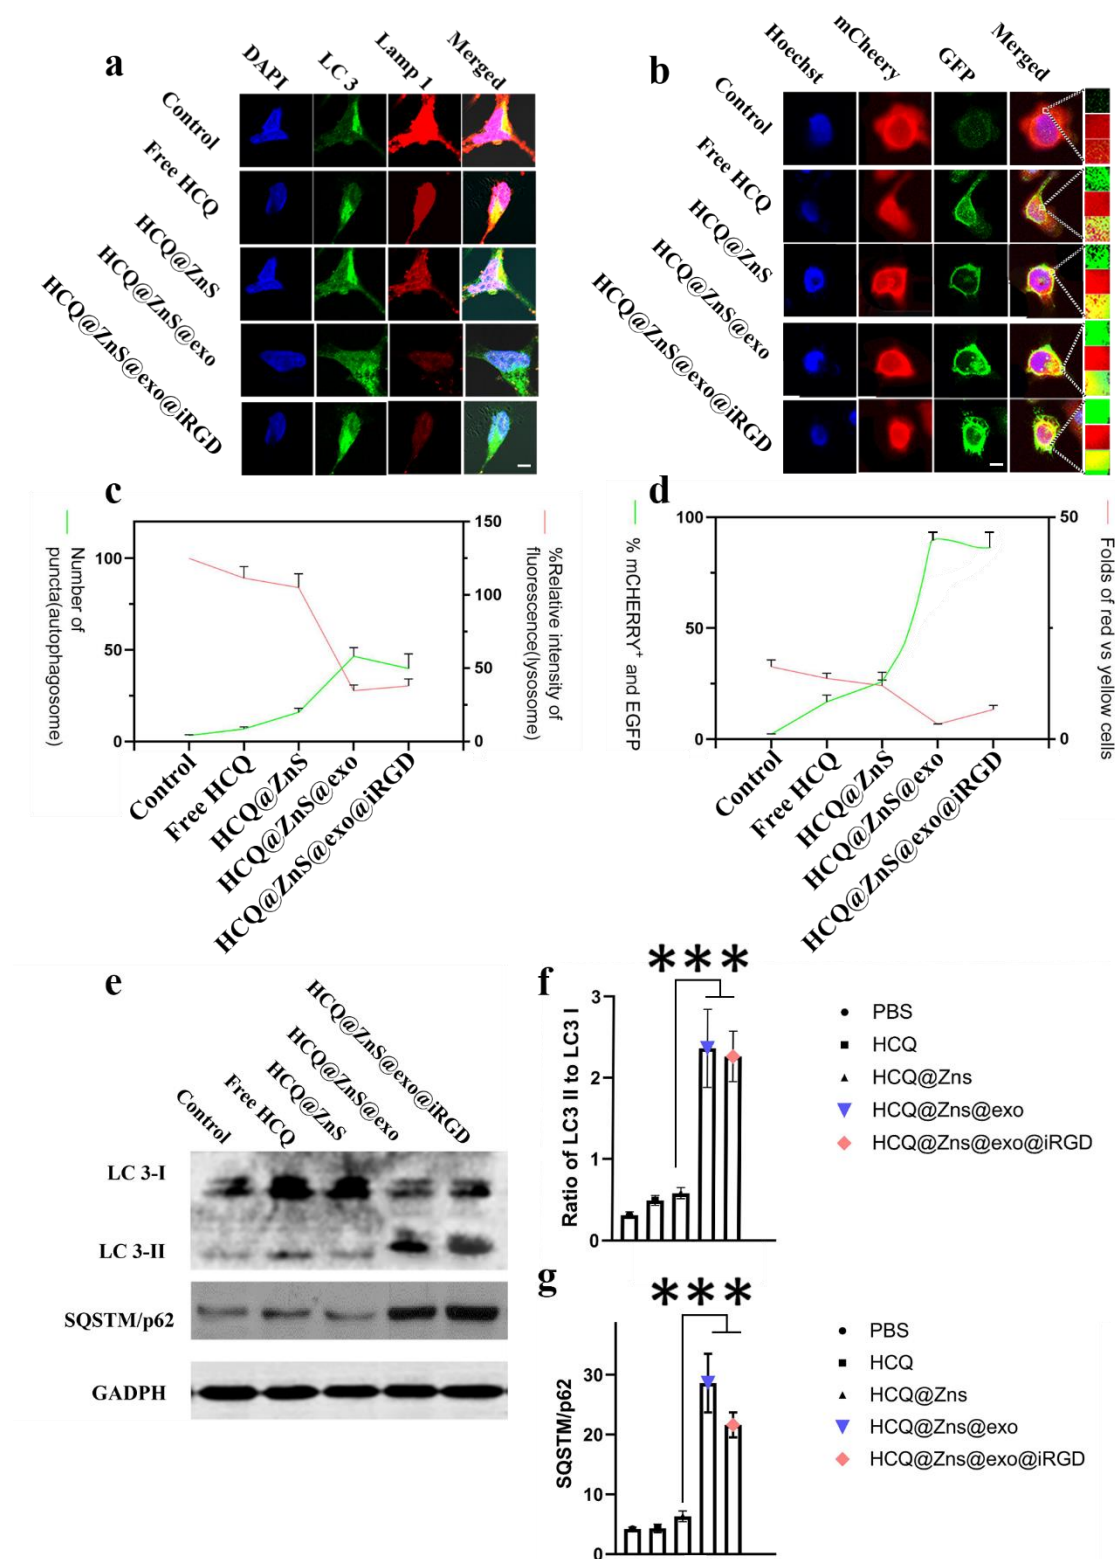 a
DAPI
LC 3
Lamp 1
Merged
Control
Free HCQ
HCQ@ZnS
HCQ@ZnS@exo
HCQ@ZnS@exo@iRGD
b
Hoechst
mCheery
GFP
Merged
Control
Free HCQ
HCQ@ZnS
HCQ@ZnS@exo
HCQ@ZnS@exo@iRGD
c
Number of
puncta(autophagosome)
100
50
0
150
100
50
0
%Relative intensity of
fluorescence(lysosome)
Control
Free HCQ
HCQ@ZnS
HCQ@ZnS@exo
HCQ@ZnS@exo@iRGD
d
% mCHERRY+ and EGFP
100
50
0
50
0
Folds of red vs yellow cells
Control
Free HCQ
HCQ@ZnS
HCQ@ZnS@exo
HCQ@ZnS@exo@iRGD
e
Control
Free HCQ
HCQ@ZnS
HCQ@ZnS@exo
HCQ@ZnS@exo@iRGD
LC 3-I
LC 3-II
SQSTM/p62
GADPH
f
***
Ratio of LC3 II to LC3 I
3
2
1
0
PBS
HCQ
HCQ@Zns
HCQ@Zns@exo
HCQ@Zns@exo@iRGD
g
***
SQSTM/p62
30
20
10
0
PBS
HCQ
HCQ@Zns
HCQ@Zns@exo
HCQ@Zns@exo@iRGD